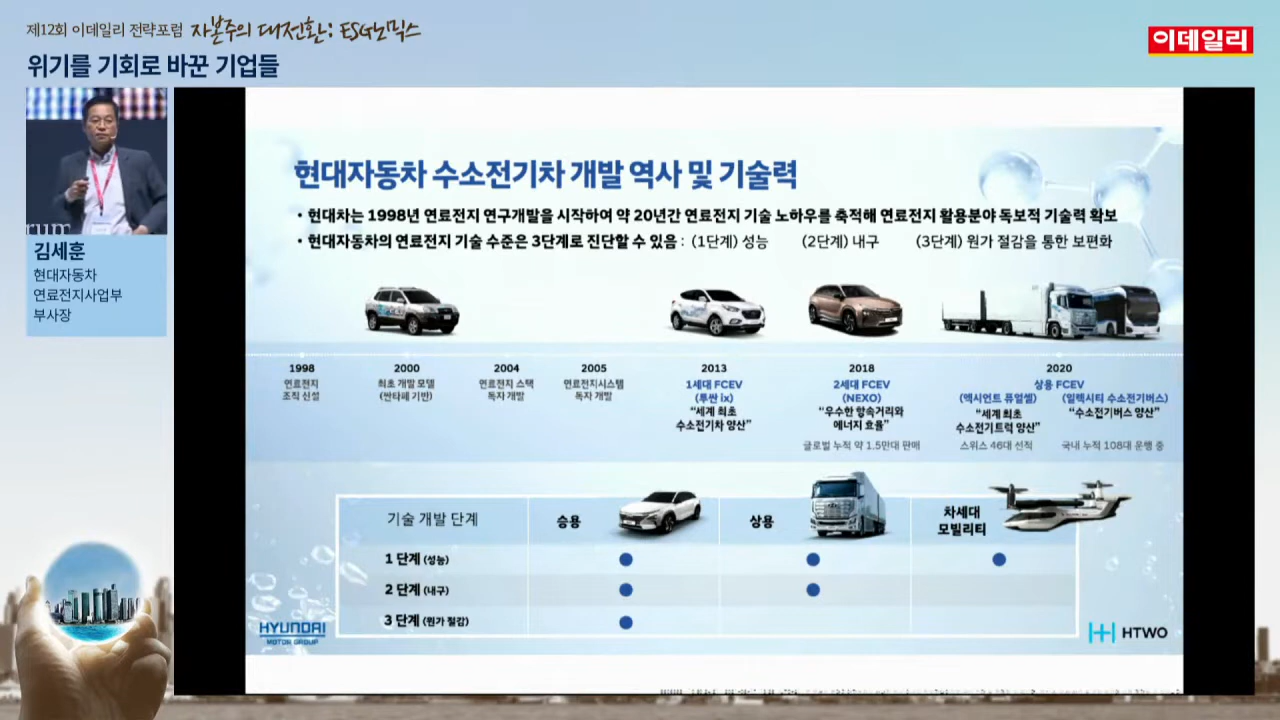 제12회 이데일리 전략포럼 자본주의 대전환: ESG노믹스
이데일리
위기를 기회로 바꾼 기업들
김세훈
현대자동차
연료전지사업부
부사장
현대자동차 수소전기차 개발 역사 및 기술력
• 현대차는 1998년 연료전지 연구개발을 시작하여 약 20년간 연료전지 기술 노하우를 축적해 연료전지 활용분야 독보적 기술력 확보
• 현대자동차의 연료전지 기술 수준은 3단계로 진단할 수 있음 : (1단계) 성능 (2단계) 내구 (3단계) 원가 절감을 통한 보편화
1998
연료전지
조직 신설
2000
최초 개발 모델
(싼타페 기반)
2004
연료전지 스택
독자 개발
2005
연료전지시스템
독자 개발
2013
1세대 FCEV
(투싼 ix)
“세계 최초
수소전기차 양산”
2018
2세대 FCEV
(NEXO)
“우수한 항속거리와
에너지 효율”
글로벌 누적 약 1.5만대 판매
2020
상용 FCEV
(엑시언트 퓨얼셀)
“세계 최초
수소전기트럭 양산”
스위스 46대 선적
(일렉시티 수소전기버스)
“수소전기버스 양산”
국내 누적 108대 운행 중
기술 개발 단계 승용 상용 차세대
모빌리티
1 단계 (성능) ● ● ●
2 단계 (내구) ● ●
3 단계 (원가 절감) ●
HYUNDAI
MOTOR GROUP
HTWO